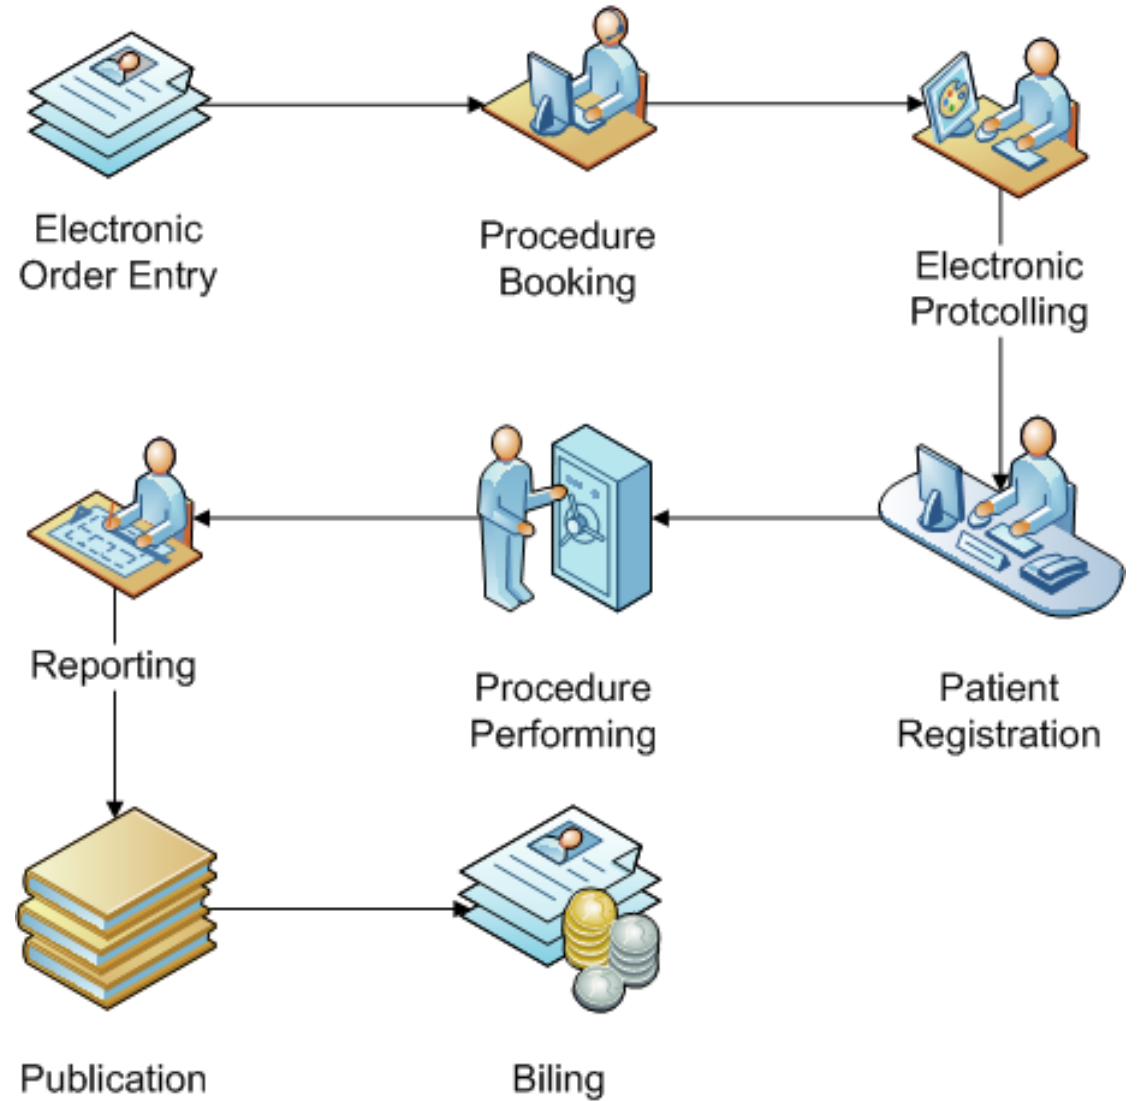 Electronic
Order Entry
Procedure
Booking
Electronic
Protcolling
Reporting
Procedure
Performing
Patient
Registration
Publication
Biling